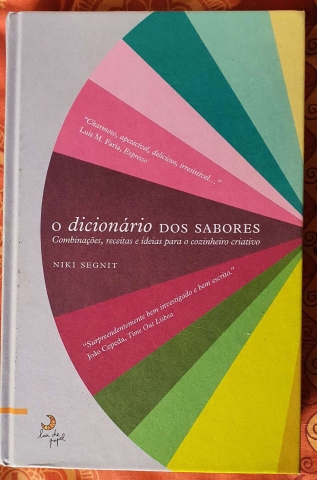 "Charmoso, apetecível, delicioso, irresistível..."
Luís M. Faria, Expresso
O dicionário DOS SABORES
Combinações, receitas e ideias para o cozinheiro criativo
NIKI SEGNIT
"Surpreendentemente bem investigado e bem escrito."
João Cepeda, Time Out Lisboa
lua de
papel